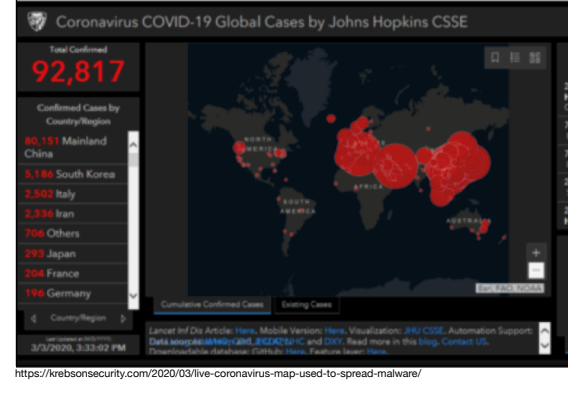 Coronavirus COVID-19 Global Cases by Johns Hopkins CSSE
Total Confirmed
92,817
Confirmed Cases by
Country/Region
80,151 Mainland
China
5,186 South Korea
2,502 Italy
2,336 Iran
706 Others
293 Japan
204 France
196 Germany
Country/Region
Last Updated at (M/D/YYYY)
3/3/2020, 3:33:02 PM
NORTH
AMERICA
SOUTH
AMERICA
AFRICA
AUSTRALIA
+
−
Esri, FAO, NOAA
Cumulative Confirmed Cases
Existing Cases
Lancet Inf Dis Article: Here. Mobile Version: Here. Visualization: JHU CSSE. Automation Support:
and DXY. Read more in this blog. Contact US.
Downloadable database: GitHub: Here. Feature layer: Here.
https://krebsonsecurity.com/2020/03/live-coronavirus-map-used-to-spread-malware/